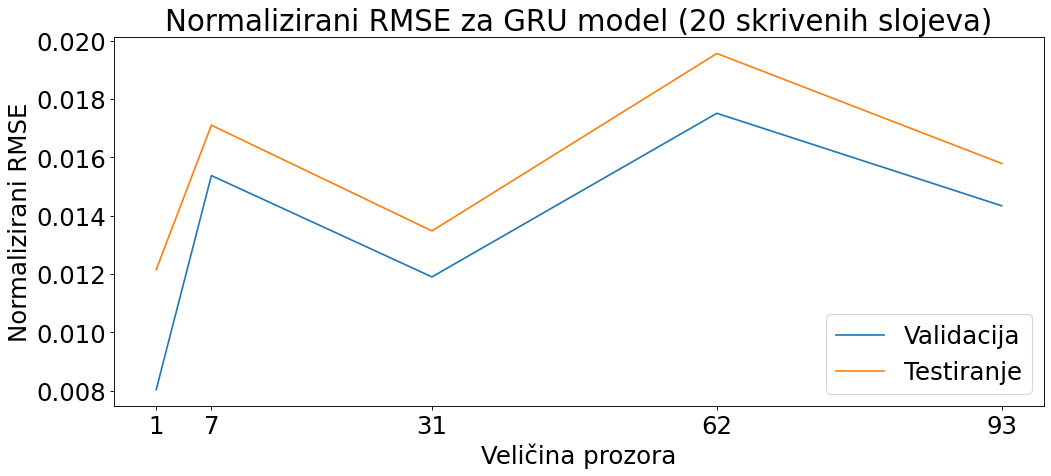 Normalizirani RMSE za GRU model (20 skrivenih slojeva)
Normalizirani RMSE
0.020
0.018
0.016
0.014
0.012
0.010
0.008
Validacija
Testiranje
1 7 31 62 93
Veličina prozora